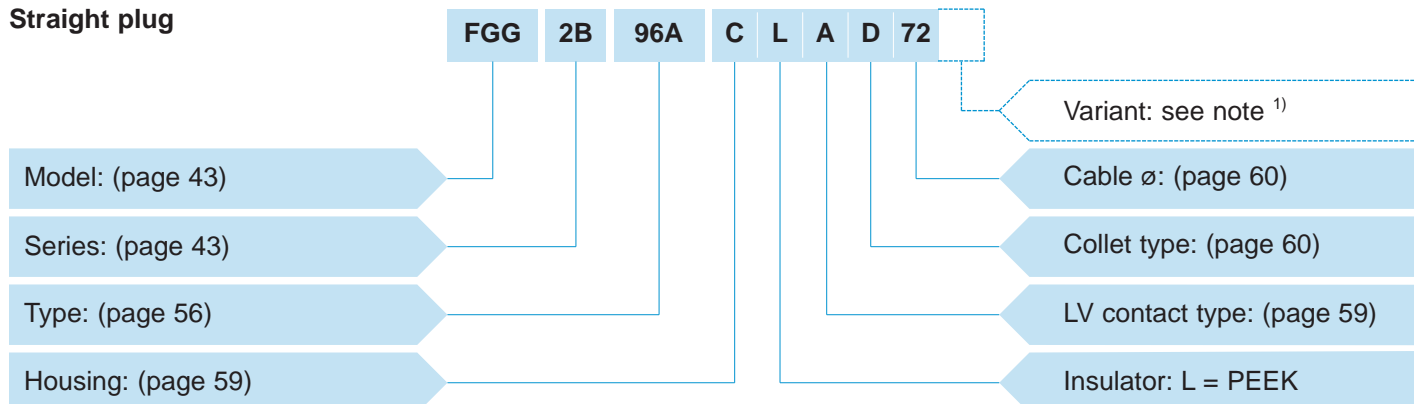 Straight plug
FGG 2B 96A C L A D 72
Variant: see note 1)
Model: (page 43)
Cable ø: (page 60)
Series: (page 43)
Collet type: (page 60)
Type: (page 56)
LV contact type: (page 59)
Housing: (page 59)
Insulator: L = PEEK